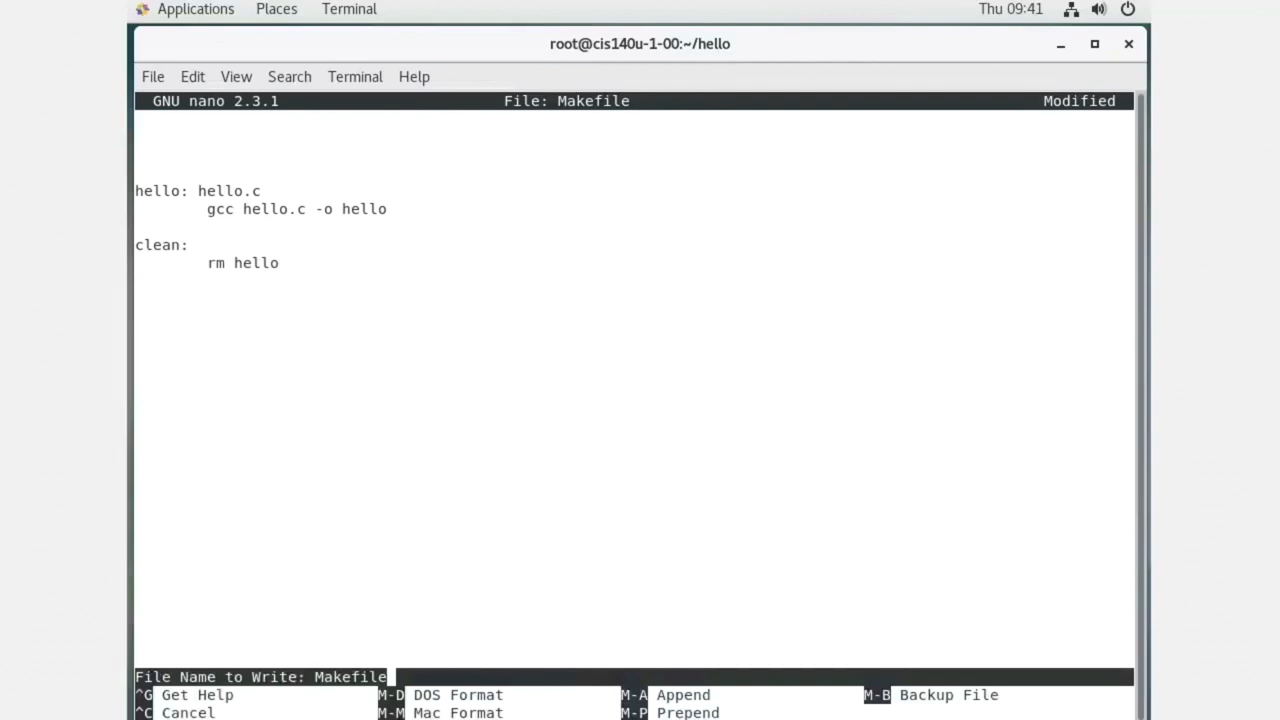 Applications Places Terminal Thu 09:41
root@cis140u-1-00:~/hello
File Edit View Search Terminal Help
GNU nano 2.3.1 File: Makefile Modified
hello: hello.c
gcc hello.c -o hello
clean:
rm hello
File Name to Write: Makefile
^G Get Help M-D DOS Format M-A Append M-B Backup File
^C Cancel M-M Mac Format M-P Prepend